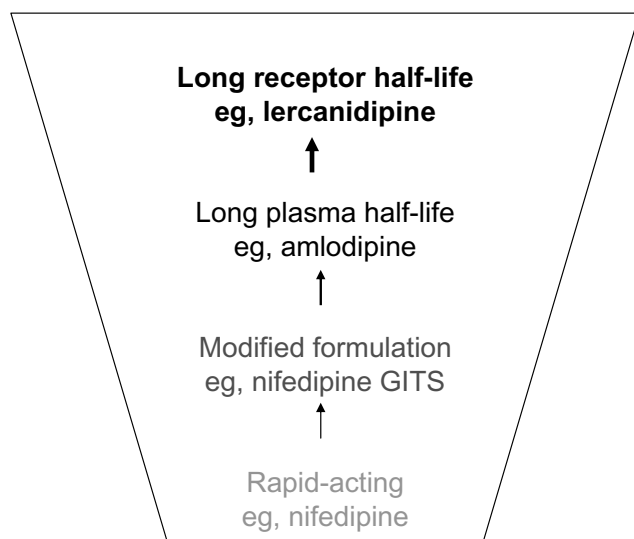 Long receptor half-life
eg, lercanidipine
Long plasma half-life
eg, amlodipine
Modified formulation
eg, nifedipine GITS
Rapid-acting
eg, nifedipine